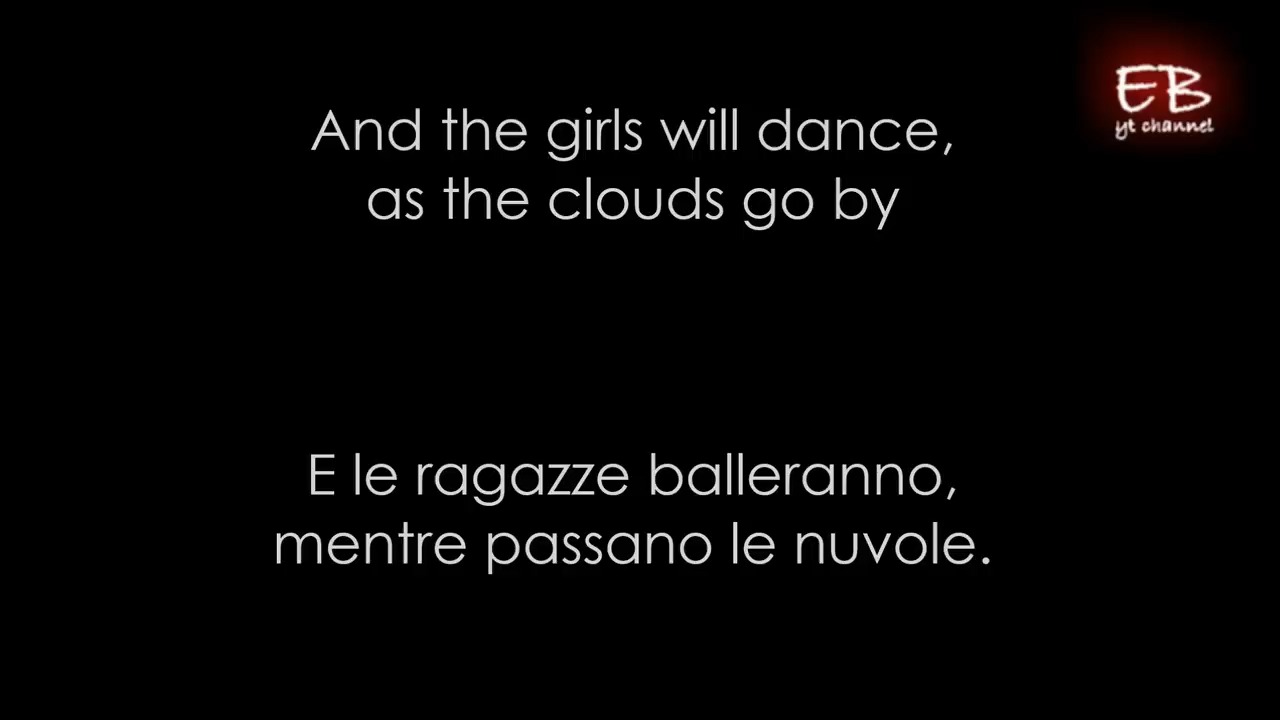 EB
yt channel
And the girls will dance,
as the clouds go by
E le ragazze balleranno,
mentre passano le nuvole.